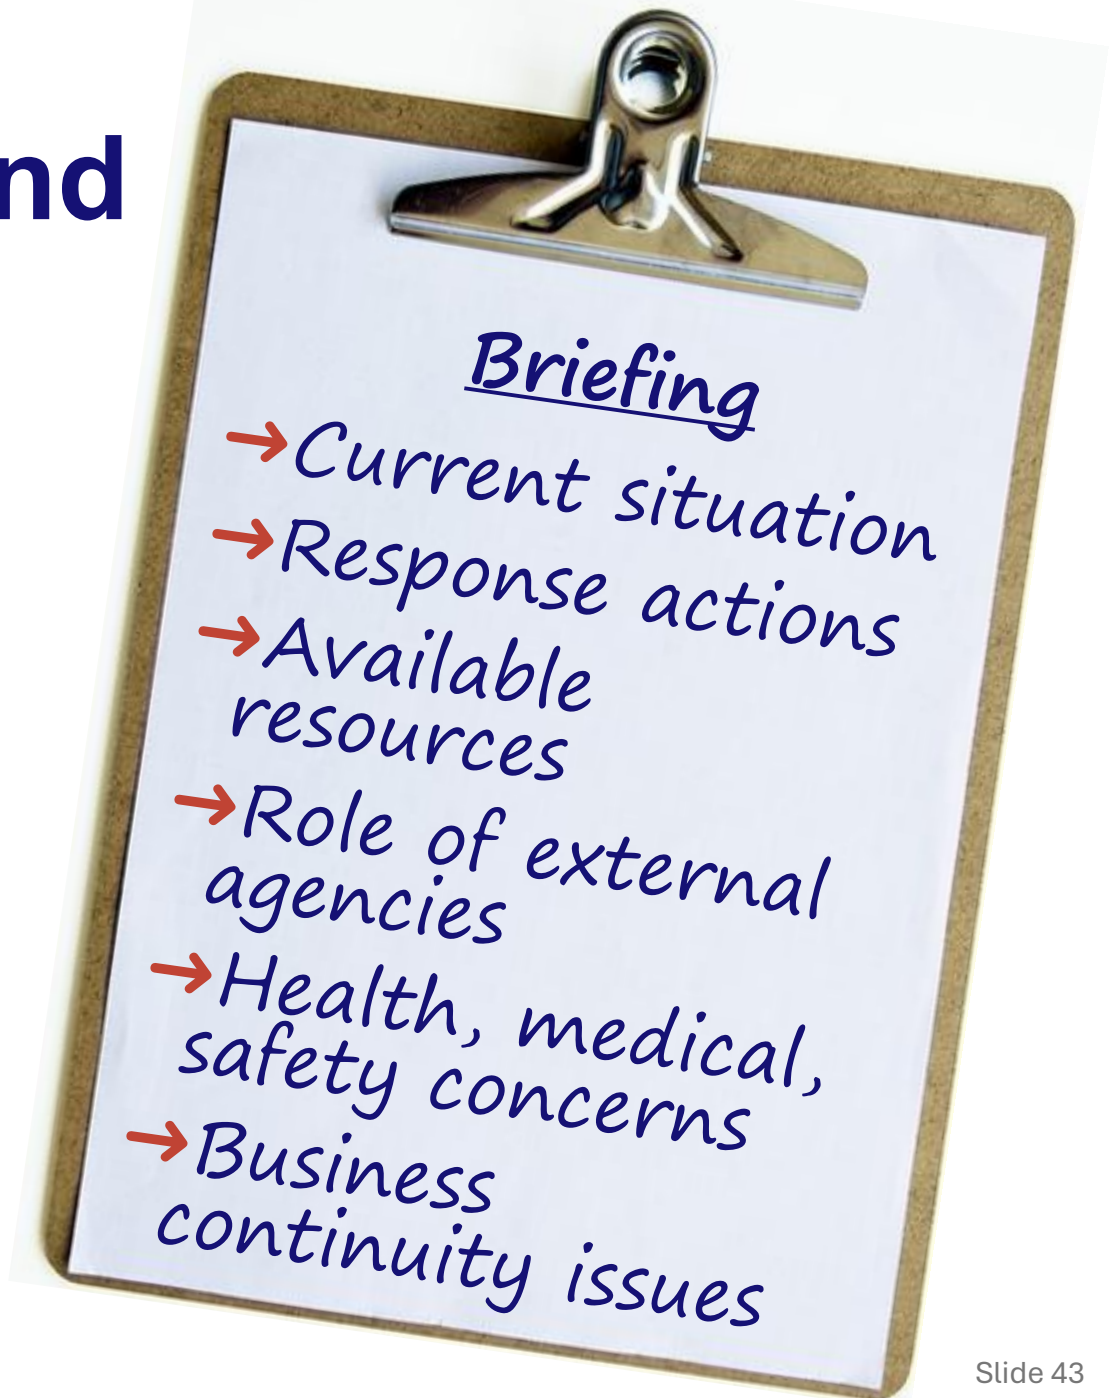 nd
Briefing
→Current situation
→Response actions
→Available
resources
→Role of external
agencies
→Health, medical,
safety concerns
→Business
continuity issues
Slide 43